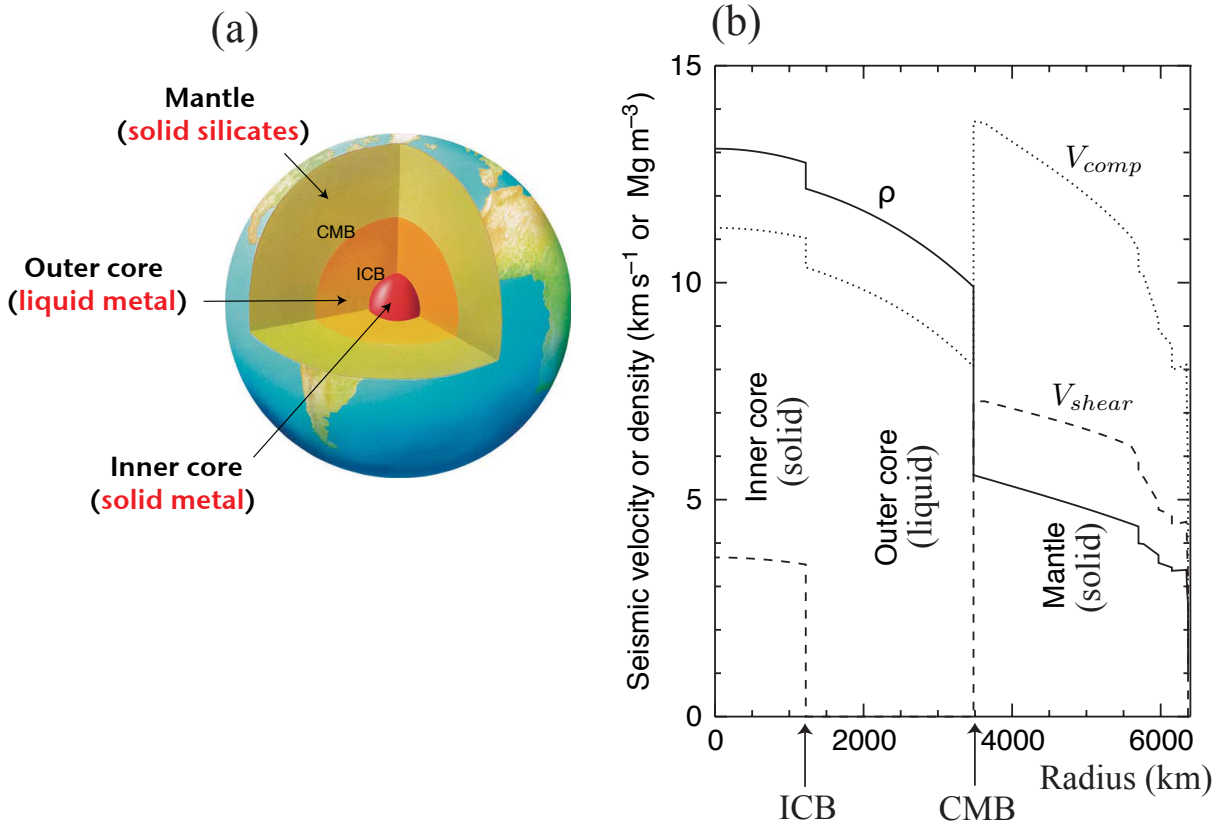 (a)
Mantle
(solid silicates)
CMB
ICB
Outer core
(liquid metal)
Inner core
(solid metal)
(b)
Seismic velocity or density (km s⁻¹ or Mg m⁻³)
15
10
5
0
ρ
V_comp
V_shear
Inner core
(solid)
Outer core
(liquid)
Mantle
(solid)
0 2000 4000 6000
Radius (km)
ICB CMB